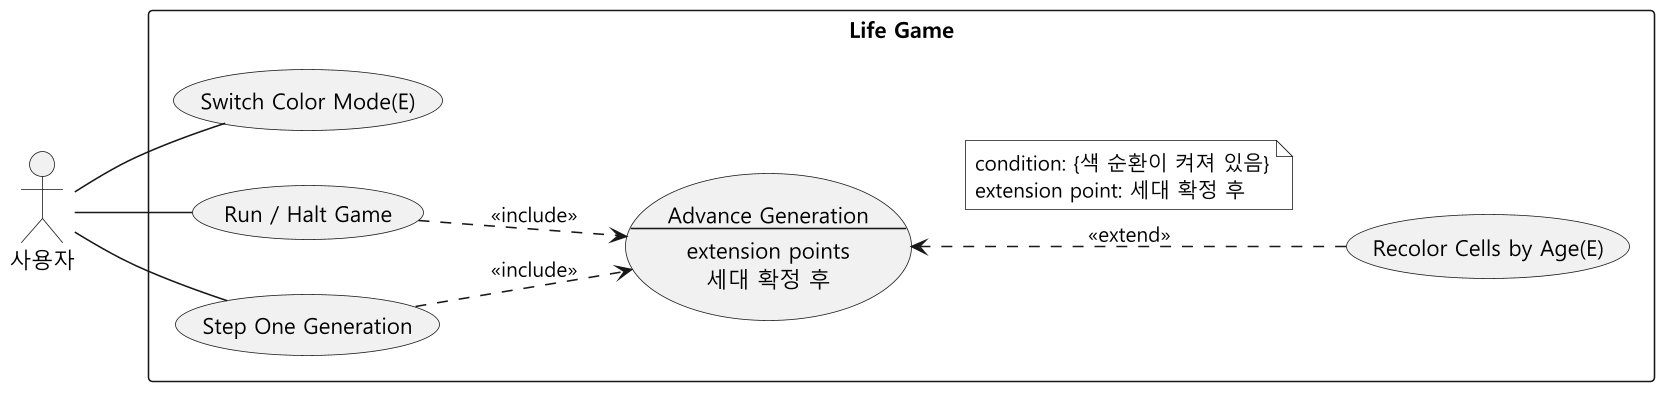 Life Game
Switch Color Mode(E)
사용자
Run / Halt Game
Step One Generation
«include»
«include»
Advance Generation
extension points
세대 확정 후
condition: {색 순환이 켜져 있음}
extension point: 세대 확정 후
«extend»
Recolor Cells by Age(E)